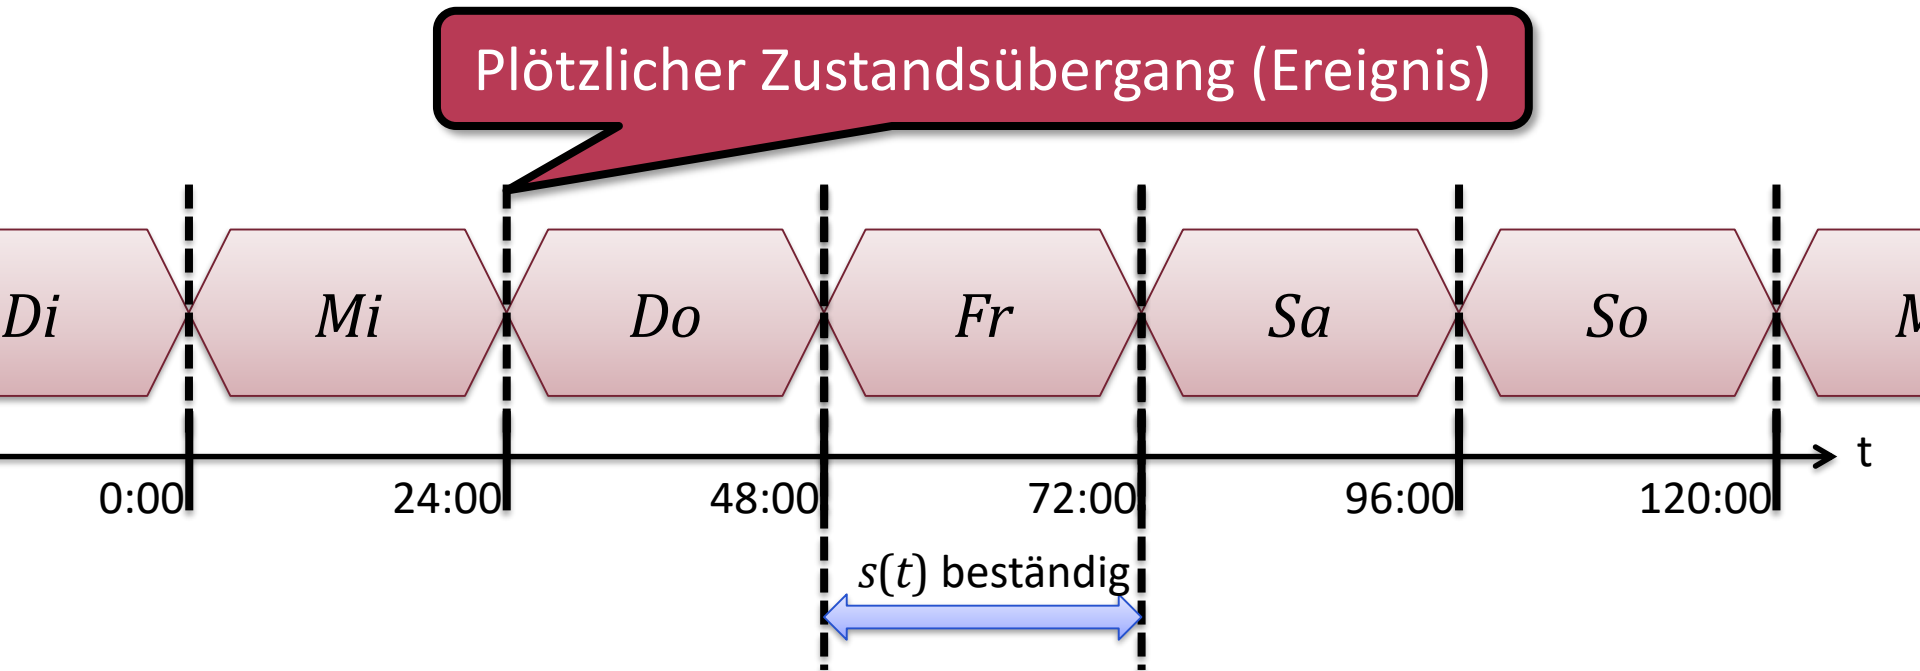 Plötzlicher Zustandsübergang (Ereignis)
Di Mi Do Fr Sa So M
t
0:00 24:00 48:00 72:00 96:00 120:00
s(t) beständig